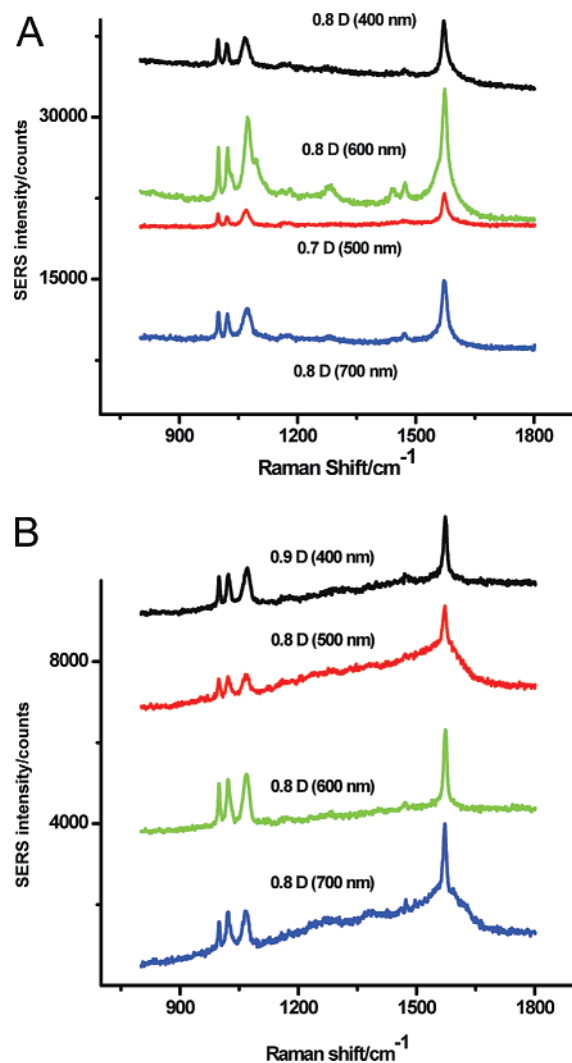 A
0.8 D (400 nm)
30000
0.8 D (600 nm)
SERS intensity/counts
0.7 D (500 nm)
15000
0.8 D (700 nm)
900 1200 1500 1800
Raman Shift/cm-1
B
0.9 D (400 nm)
0.8 D (500 nm)
8000
SERS intensity/counts
0.8 D (600 nm)
4000
0.8 D (700 nm)
900 1200 1500 1800
Raman shift/cm-1